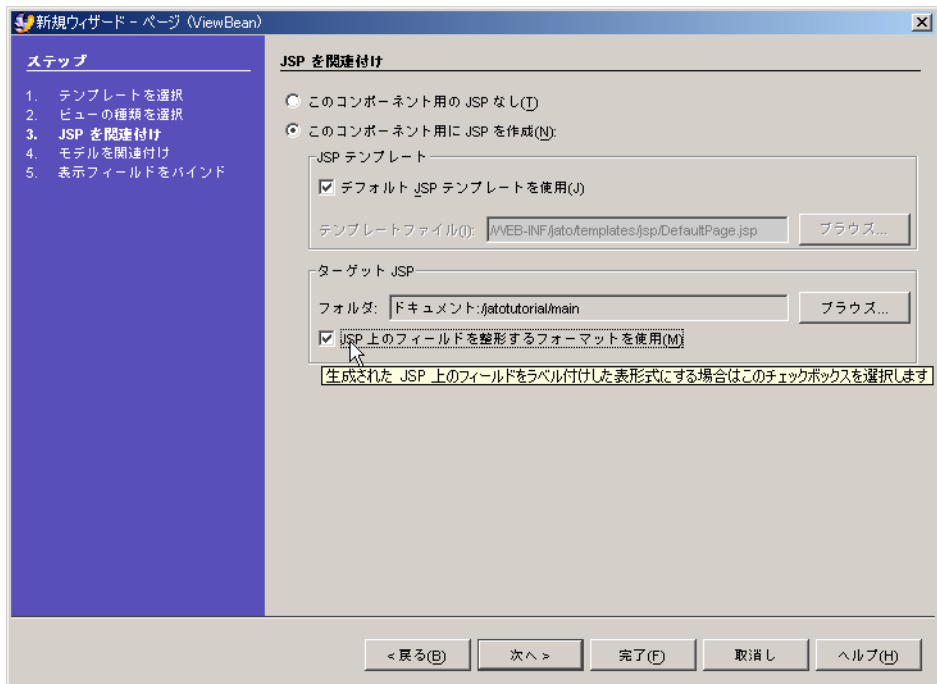 新規ウィザード - ページ (ViewBean)
ステップ
1. テンプレートを選択
2. ビューの種類を選択
3. JSP を関連付け
4. モデルを関連付け
5. 表示フィールドをバインド
JSP を関連付け
このコンポーネント用の JSP なし(T)
このコンポーネント用に JSP を作成(N):
JSP テンプレート
デフォルト JSP テンプレートを使用(J)
テンプレートファイル(I): /WEB-INF/jato/templates/jsp/DefaultPage.jsp ブラウズ...
ターゲット JSP
フォルダ: ドキュメント:/jatotutorial/main ブラウズ...
JSP 上のフィールドを整形するフォーマットを使用(M)
生成された JSP 上のフィールドをラベル付けした表形式にする場合はこのチェックボックスを選択します
< 戻る(B) 次へ > 完了(F) 取消し ヘルプ(H)